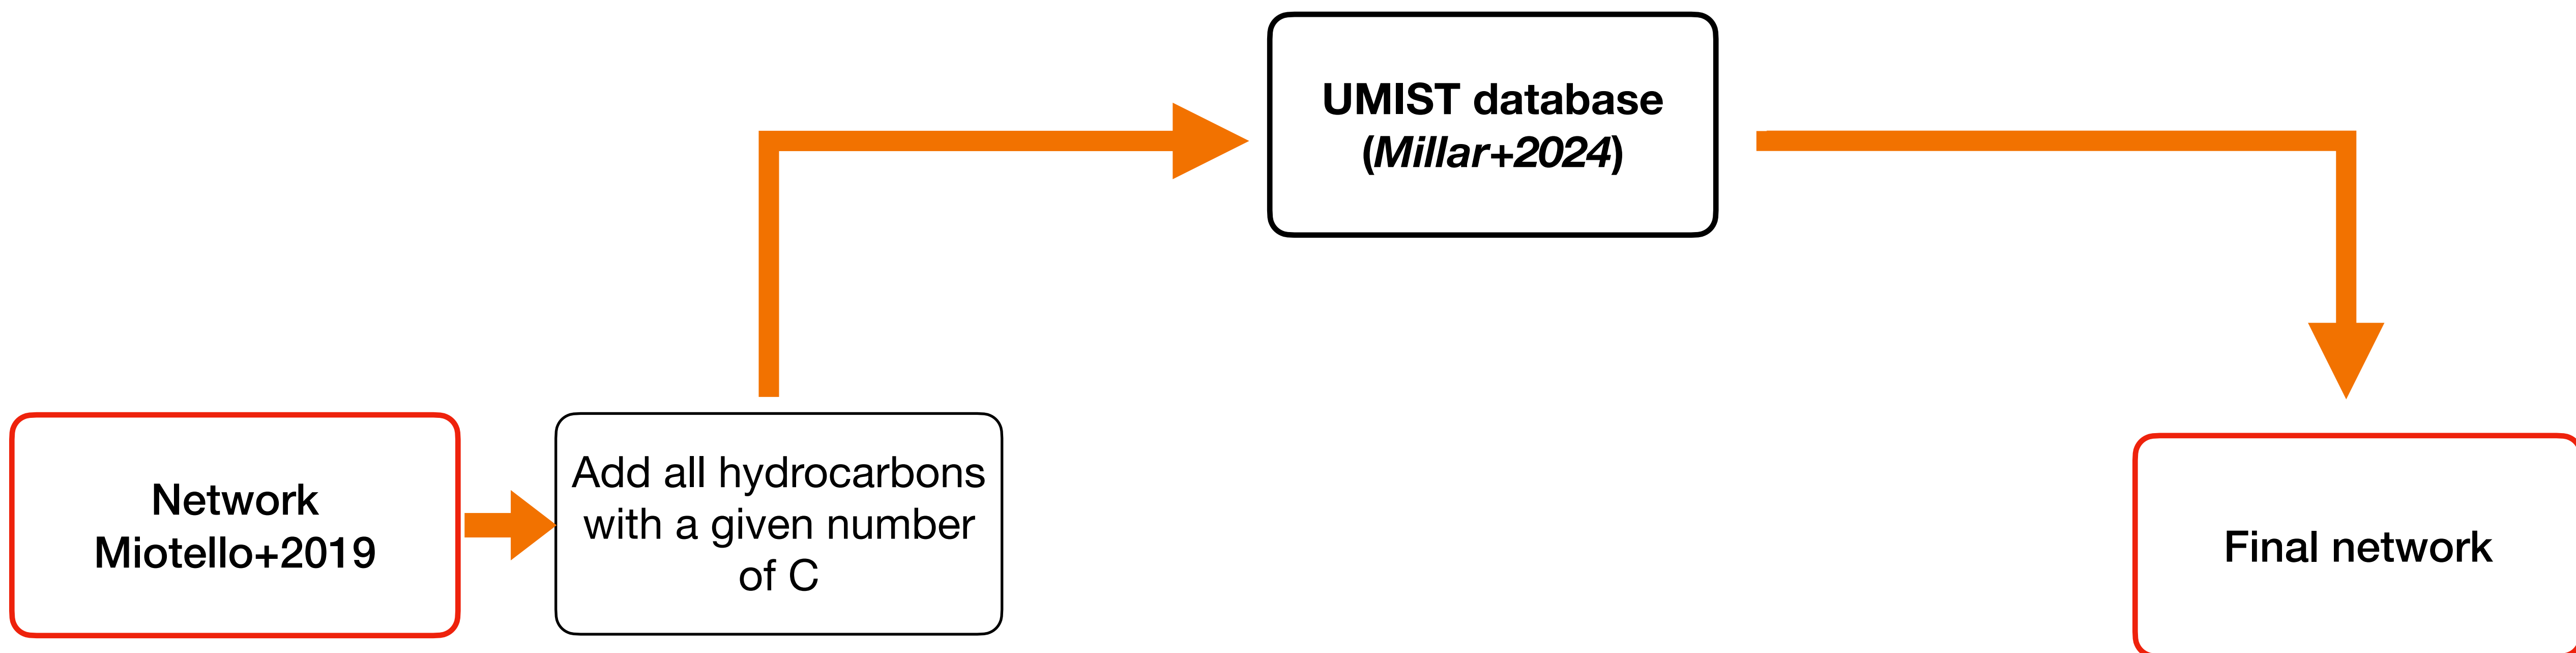 UMIST database
(Millar+2024)
Network
Miotello+2019
Add all hydrocarbons
with a given number
of C
Final network